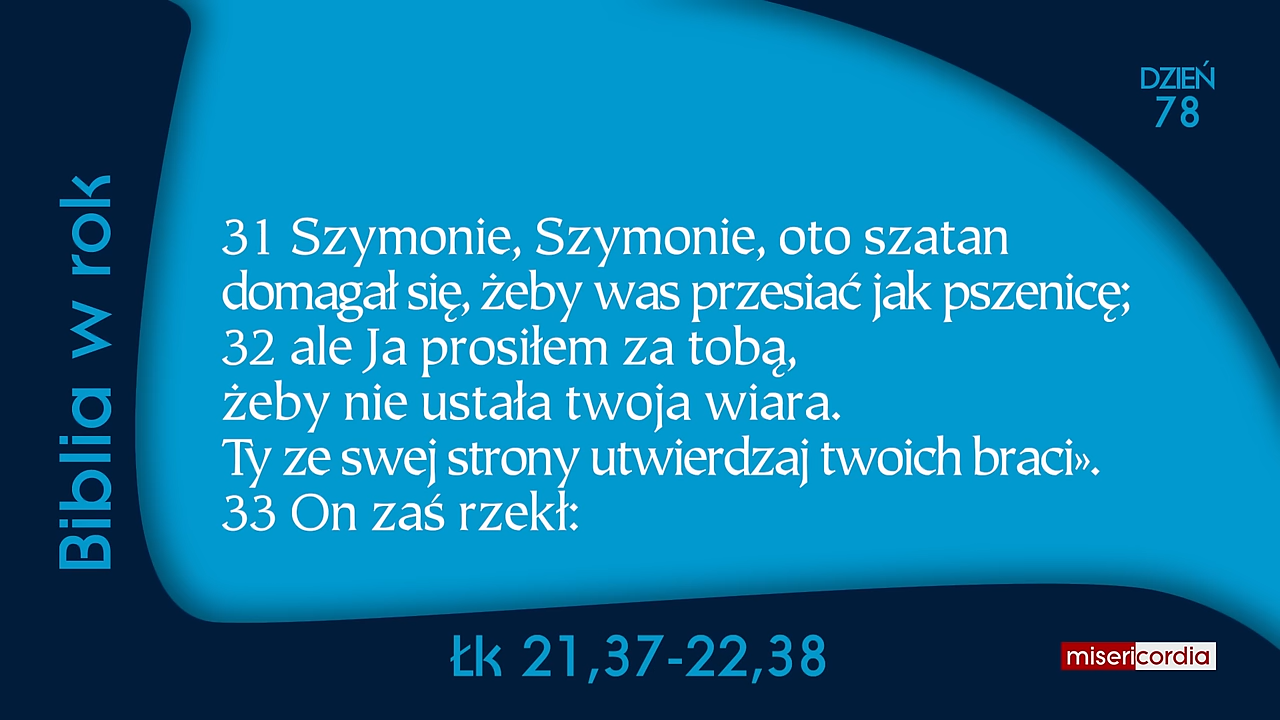 DZIEŃ
78
Biblia w rok
31 Szymonie, Szymonie, oto szatan
domagał się, żeby was przesiać jak pszenicę;
32 ale Ja prosiłem za tobą,
żeby nie ustała twoja wiara.
Ty ze swej strony utwierdzaj twoich braci».
33 On zaś rzekł:
Łk 21,37-22,38
misericordia